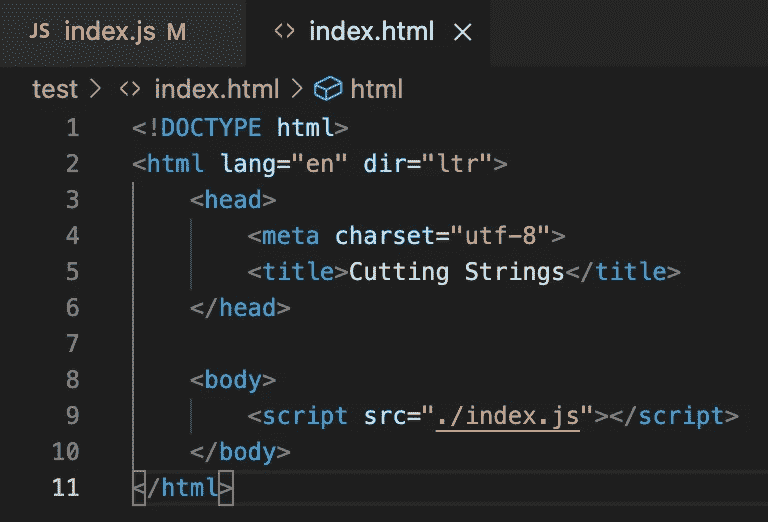 JS index.js M <> index.html ×
test > <> index.html > html
1 <!DOCTYPE html>
2 <html lang="en" dir="ltr">
3     <head>
4         <meta charset="utf-8">
5         <title>Cutting Strings</title>
6     </head>
7
8     <body>
9         <script src="./index.js"></script>
10     </body>
11 </html>